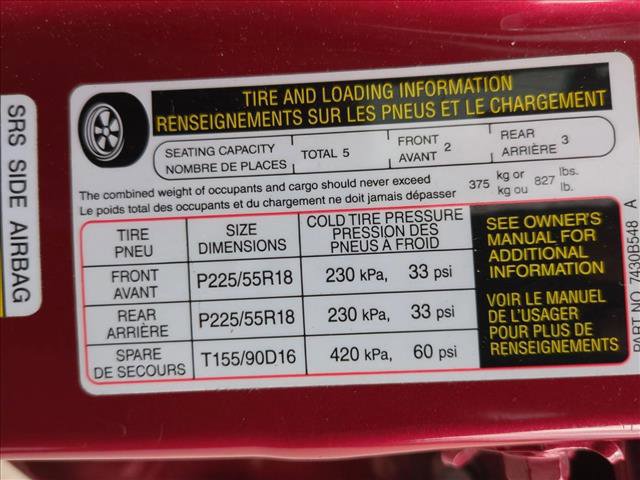 SRS SIDE AIRBAG
TIRE AND LOADING INFORMATION
RENSEIGNEMENTS SUR LES PNEUS ET LE CHARGEMENT
SEATING CAPACITY
NOMBRE DE PLACES
TOTAL 5
FRONT
AVANT 2
REAR
ARRIÈRE 3
The combined weight of occupants and cargo should never exceed
Le poids total des occupants et du chargement ne doit jamais dépasser
375 kg or
kg ou
827 lbs.
lb.
TIRE
PNEU
SIZE
DIMENSIONS
COLD TIRE PRESSURE
PRESSION DES
PNEUS À FROID
FRONT
AVANT
P225/55R18
230 kPa, 33 psi
REAR
ARRIÈRE
P225/55R18
230 kPa, 33 psi
SPARE
DE SECOURS
T155/90D16
420 kPa, 60 psi
SEE OWNER'S
MANUAL FOR
ADDITIONAL
INFORMATION
VOIR LE MANUEL
DE L'USAGER
POUR PLUS DE
RENSEIGNEMENTS
PART NO. 7430B548 A